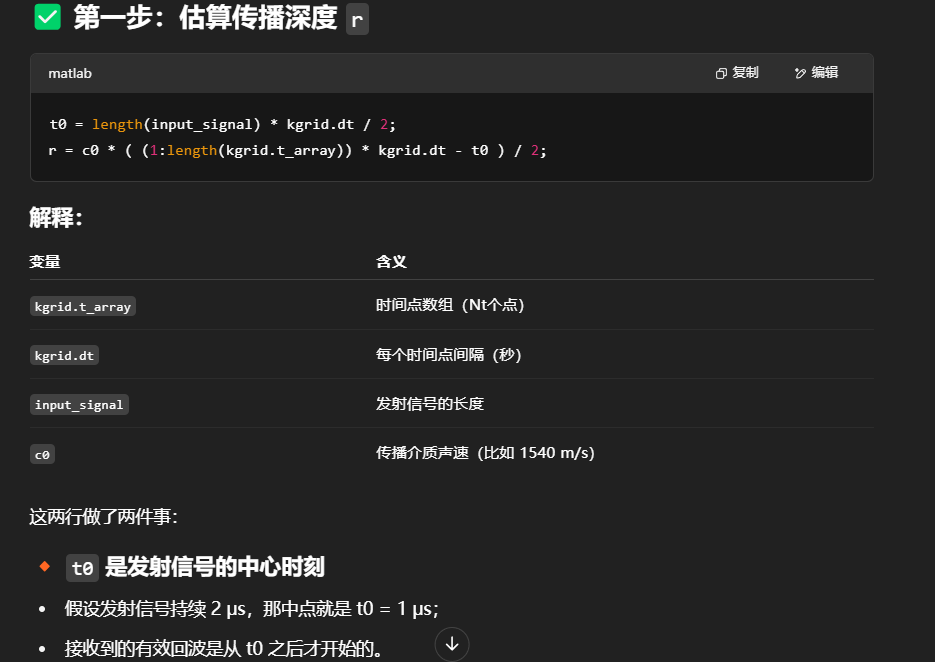 ✅ 第一步：估算传播深度 r
matlab 复制 编辑
t0 = length(input_signal) * kgrid.dt / 2;
r = c0 * ( (1:length(kgrid.t_array)) * kgrid.dt - t0 ) / 2;
解释：
变量 含义
kgrid.t_array 时间点数组（Nt个点）
kgrid.dt 每个时间点间隔（秒）
input_signal 发射信号的长度
c0 传播介质声速（比如 1540 m/s）
这两行做了两件事：
🔸 t0 是发射信号的中心时刻
• 假设发射信号持续 2 μs，那中点就是 t0 = 1 μs；
• 接收到的有效回波是从 t0 之后才开始的。